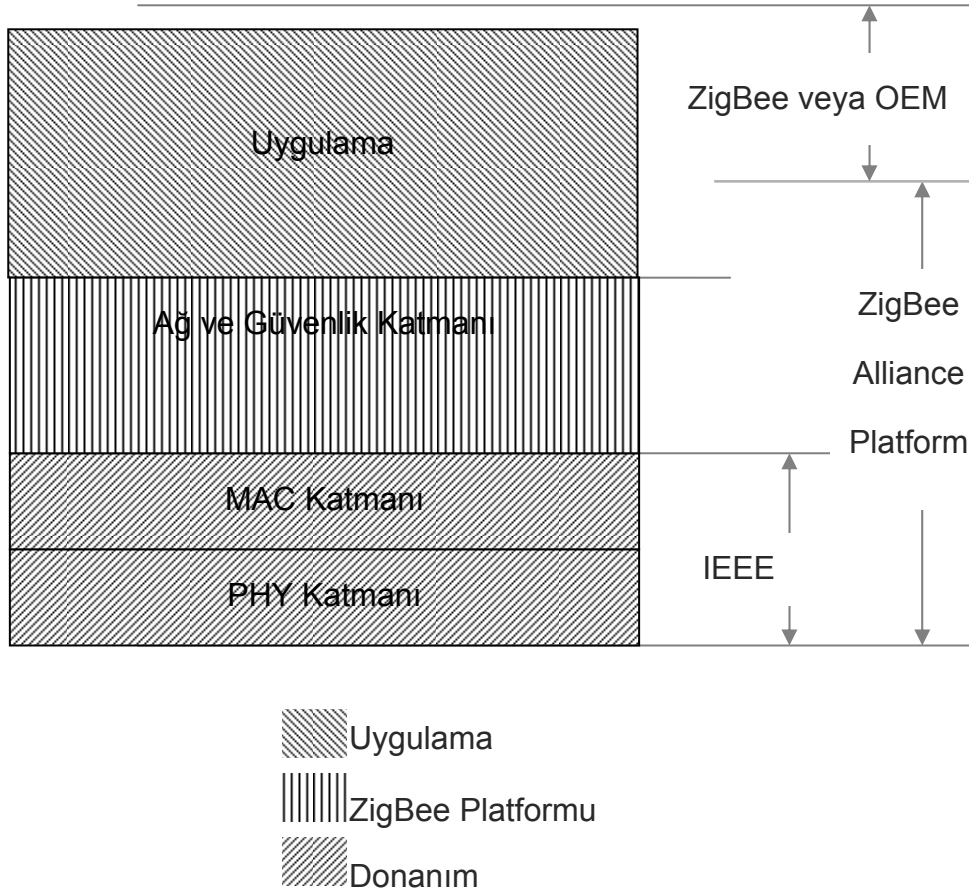 ZigBee veya OEM
Uygulama
Ağ ve Güvenlik Katmanı
ZigBee
Alliance
Platform
MAC Katmanı
IEEE
PHY Katmanı
Uygulama
ZigBee Platformu
Donanım